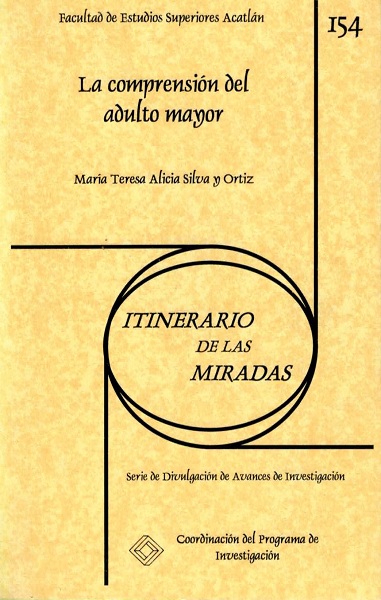 Facultad de Estudios Superiores Acatlán
154
La comprensión del
adulto mayor
María Teresa Alicia Silva y Ortiz
ITINERARIO
DE LAS
MIRADAS
Serie de Divulgación de Avances de Investigación
Coordinación del Programa de
Investigación